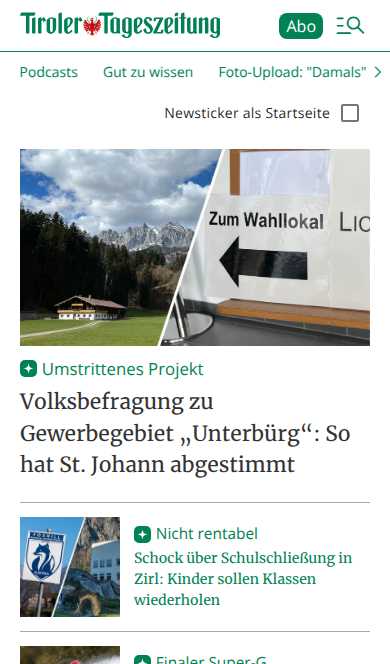 Tiroler Tageszeitung
Abo
Podcasts Gut zu wissen Foto-Upload: "Damals"
Newsticker als Startseite
Zum Wahllokal
Umstrittenes Projekt
Volksbefragung zu
Gewerbegebiet „Unterbürg“: So
hat St. Johann abgestimmt
Nicht rentabel
Schock über Schulschließung in
Zirl: Kinder sollen Klassen
wiederholen
Finaler Super-G